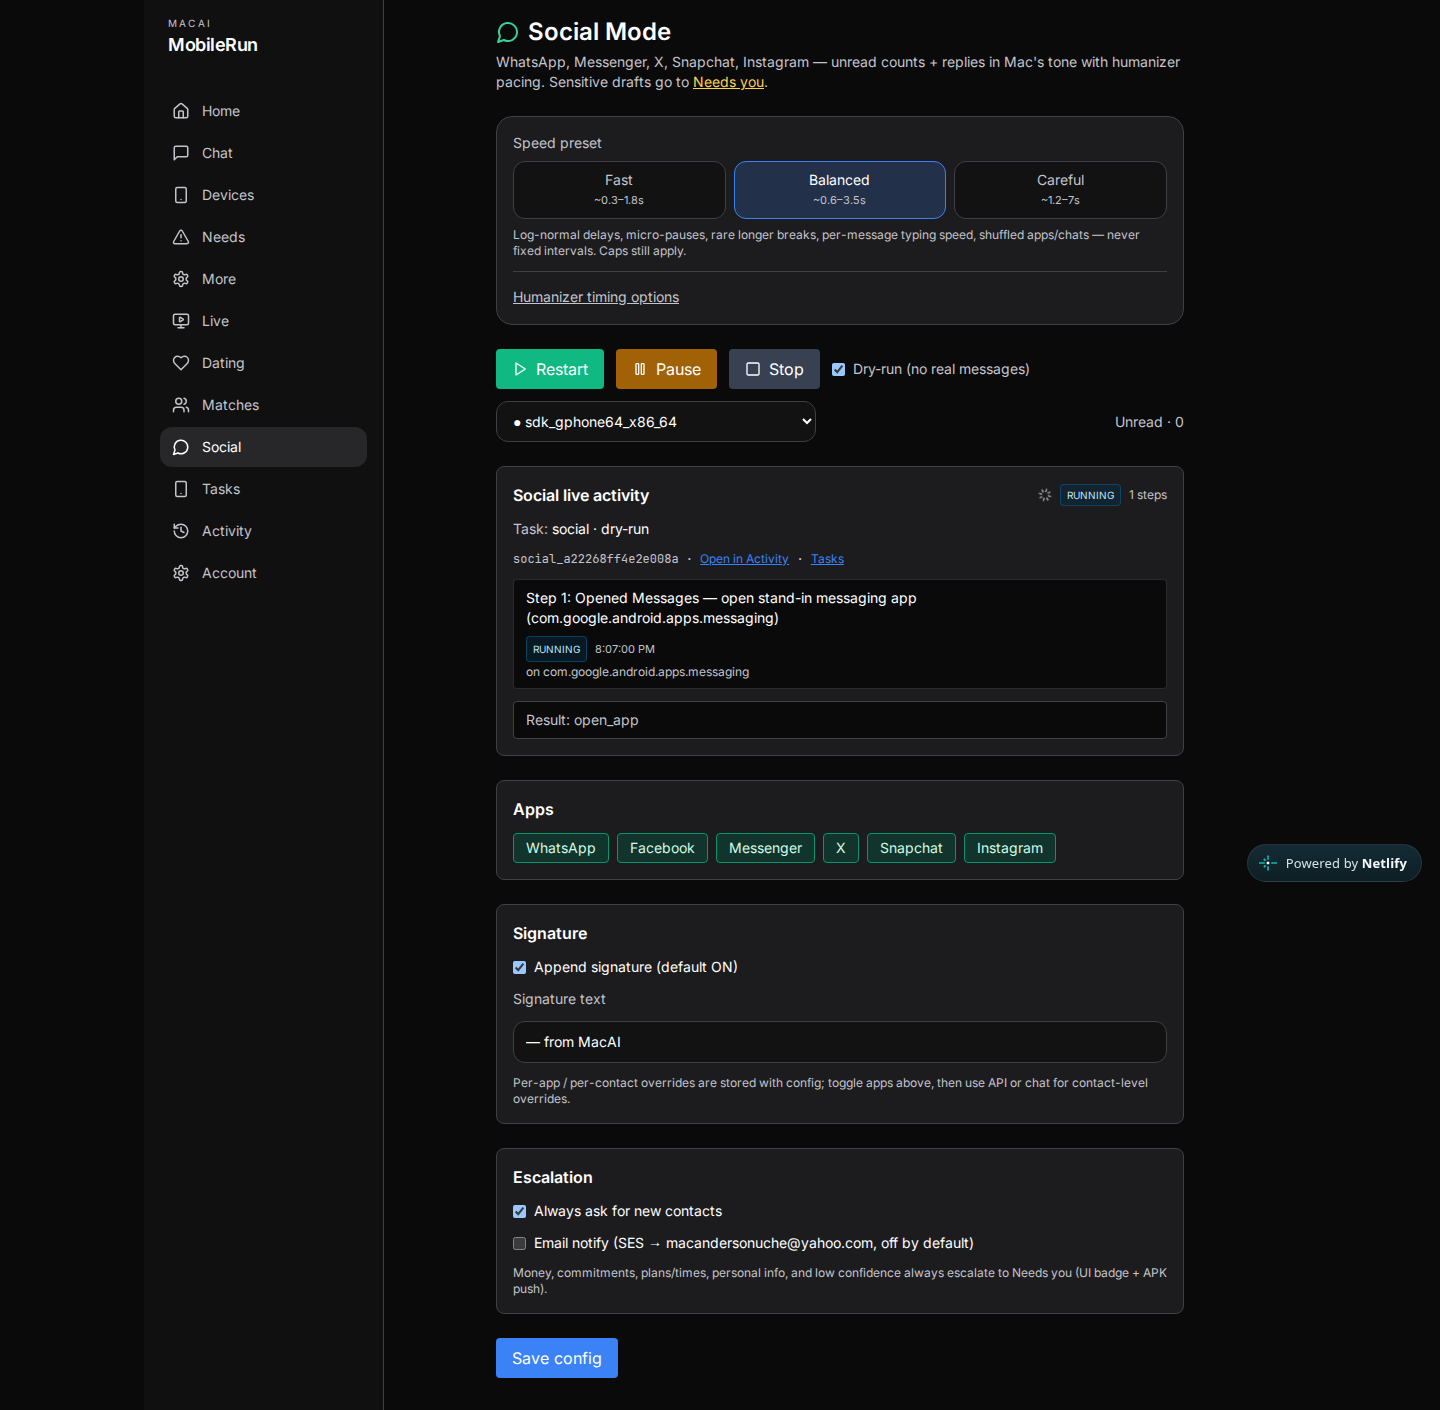 MACAI
MobileRun
Home
Chat
Devices
Needs
More
Live
Dating
Matches
Social
Tasks
Activity
Account
Social Mode
WhatsApp, Messenger, X, Snapchat, Instagram — unread counts + replies in Mac's tone with humanizer
pacing. Sensitive drafts go to Needs you.
Speed preset
Fast
~0.3–1.8s
Balanced
~0.6–3.5s
Careful
~1.2–7s
Log-normal delays, micro-pauses, rare longer breaks, per-message typing speed, shuffled apps/chats — never
fixed intervals. Caps still apply.
Humanizer timing options
Restart
Pause
Stop
Dry-run (no real messages)
● sdk_gphone64_x86_64
Unread · 0
Social live activity
RUNNING
1 steps
Task: social · dry-run
social_a22268ff4e2e008a · Open in Activity · Tasks
Step 1: Opened Messages — open stand-in messaging app
(com.google.android.apps.messaging)
RUNNING
8:07:00 PM
on com.google.android.apps.messaging
Result: open_app
Apps
WhatsApp
Facebook
Messenger
X
Snapchat
Instagram
Powered by Netlify
Signature
Append signature (default ON)
Signature text
— from MacAI
Per-app / per-contact overrides are stored with config; toggle apps above, then use API or chat for contact-level
overrides.
Escalation
Always ask for new contacts
Email notify (SES → macandersonuche@yahoo.com, off by default)
Money, commitments, plans/times, personal info, and low confidence always escalate to Needs you (UI badge + APK
push).
Save config